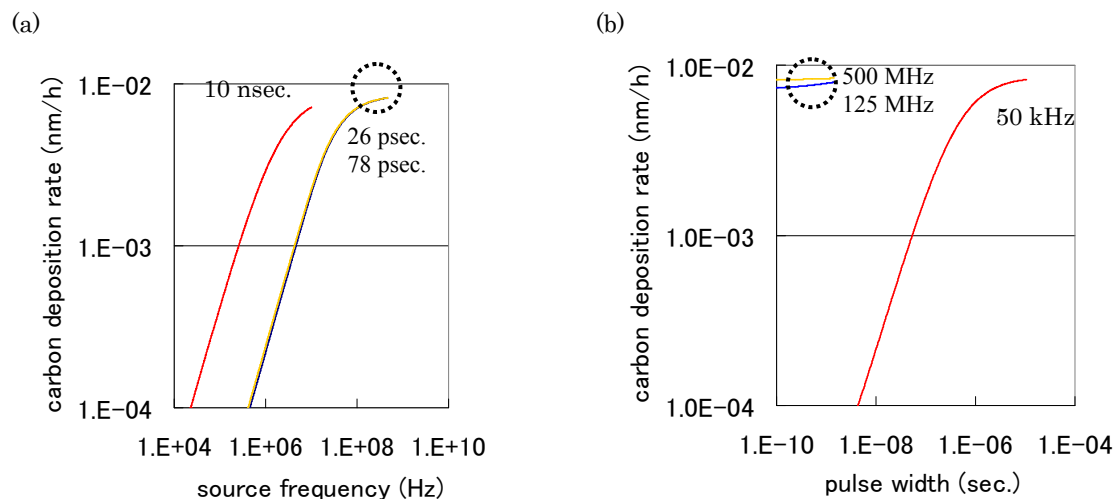 (a)
carbon deposition rate (nm/h)
1.E-02
1.E-03
1.E-04
10 nsec.
26 psec.
78 psec.
1.E+04 1.E+06 1.E+08 1.E+10
source frequency (Hz)
(b)
carbon deposition rate (nm/h)
1.0E-02
1.0E-03
1.0E-04
500 MHz
125 MHz
50 kHz
1.E-10 1.E-08 1.E-06 1.E-04
pulse width (sec.)